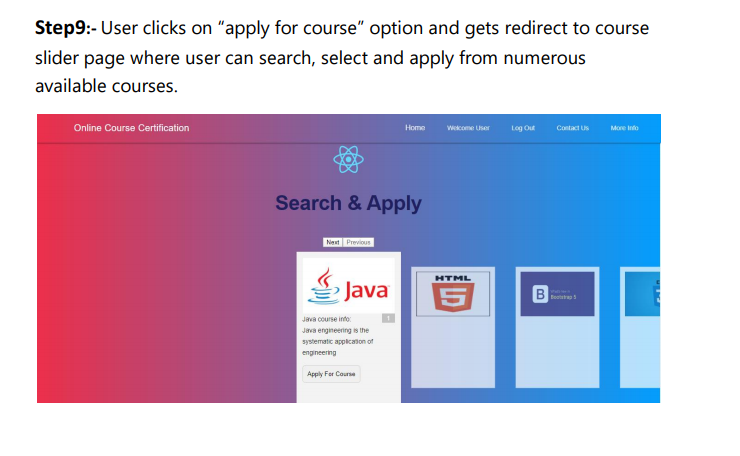 Step9:- User clicks on “apply for course” option and gets redirect to course
slider page where user can search, select and apply from numerous
available courses.
Online Course Certification
Home Welcome User Log Out Contact Us More Info
Search & Apply
Next Previous
Java
Java course info:
1
Java engineering is the
systematic application of
engineering
Apply For Course
HTML
5
B
Bootstrap 5